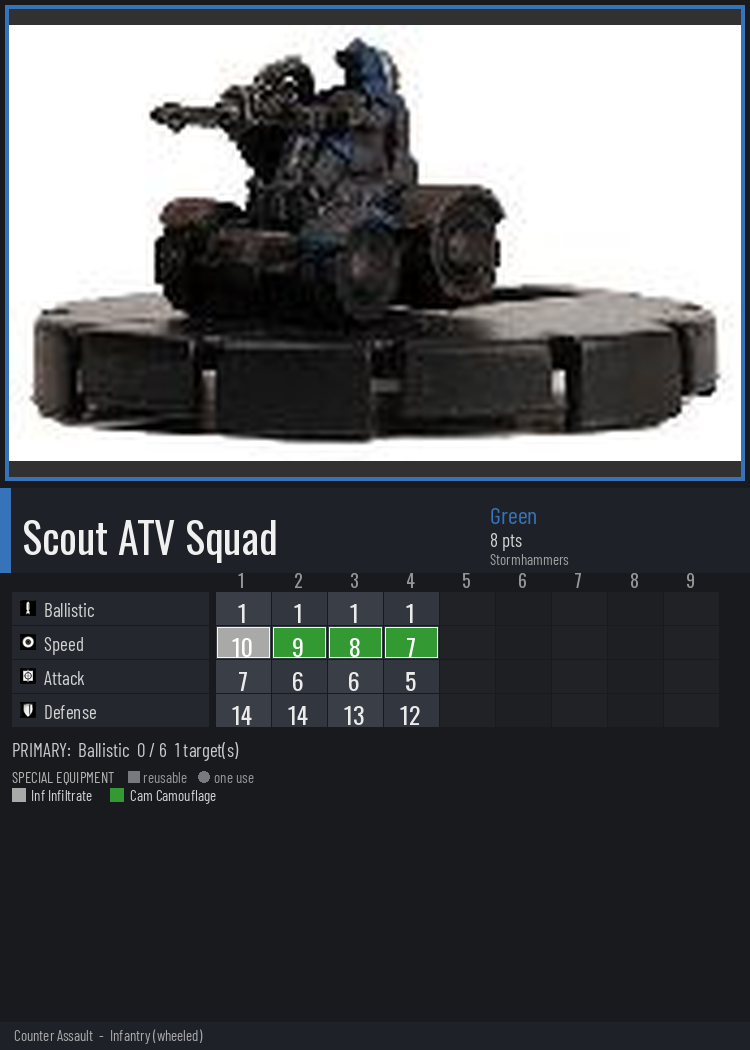 Scout ATV Squad
Green
8 pts
Stormhammers
1 2 3 4 5 6 7 8 9
Ballistic 1 1 1 1
Speed 10 9 8 7
Attack 7 6 6 5
Defense 14 14 13 12
PRIMARY: Ballistic 0 / 6 1 target(s)
SPECIAL EQUIPMENT reusable one use
Inf Infiltrate Cam Camouflage
Counter Assault - Infantry (wheeled)